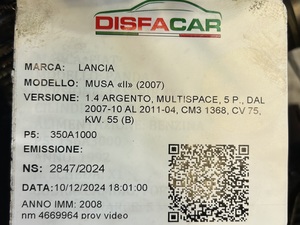 DISFACAR
MARCA: LANCIA
MODELLO: MUSA «II» (2007)
VERSIONE: 1.4 ARGENTO, MULTISPACE, 5 P., DAL
2007-10 AL 2011-04, CM3 1368, CV 75,
KW. 55 (B)
P5: 350A1000
EMISSIONE:
NS: 2847/2024
DATA:10/12/2024 18:01:00
ANNO IMM: 2008
nm 4669964 prov video